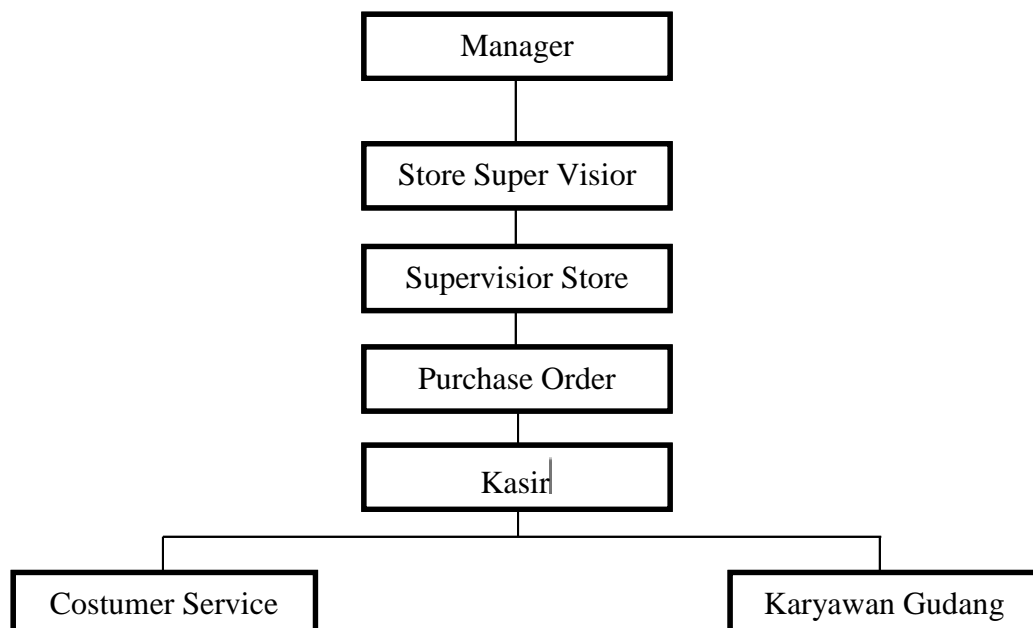 Manager
Store Super Visior
Supervisior Store
Purchase Order
Kasir
Costumer Service
Karyawan Gudang